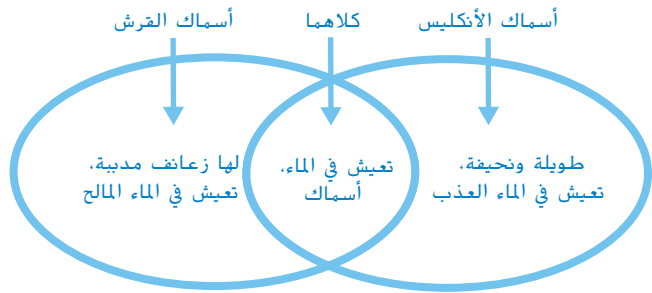 أسماك الأنكليس
كلاهما
أسماك القرش
طويلة ونحيفة،
تعيش في الماء العذب
تعيش في الماء،
أسماك
لها زعانف مدببة،
تعيش في الماء المالح